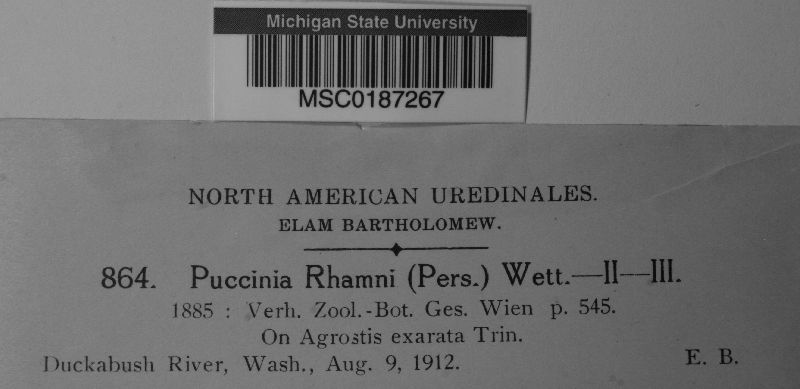 Michigan State University
MSC0187267
NORTH AMERICAN UREDINALES.
ELAM BARTHOLOMEW.
864. Puccinia Rhamni (Pers.) Wett.—II—III.
1885 : Verh. Zool.-Bot. Ges. Wien p. 545.
On Agrostis exarata Trin.
Duckabush River, Wash., Aug. 9, 1912. E. B.